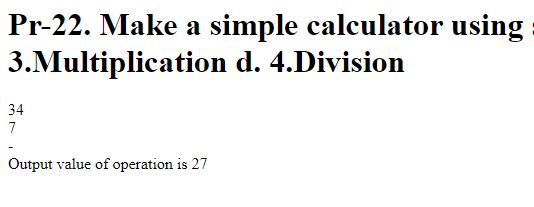 Pr-22. Make a simple calculator using
3.Multiplication d. 4.Division
34
7
-
Output value of operation is 27